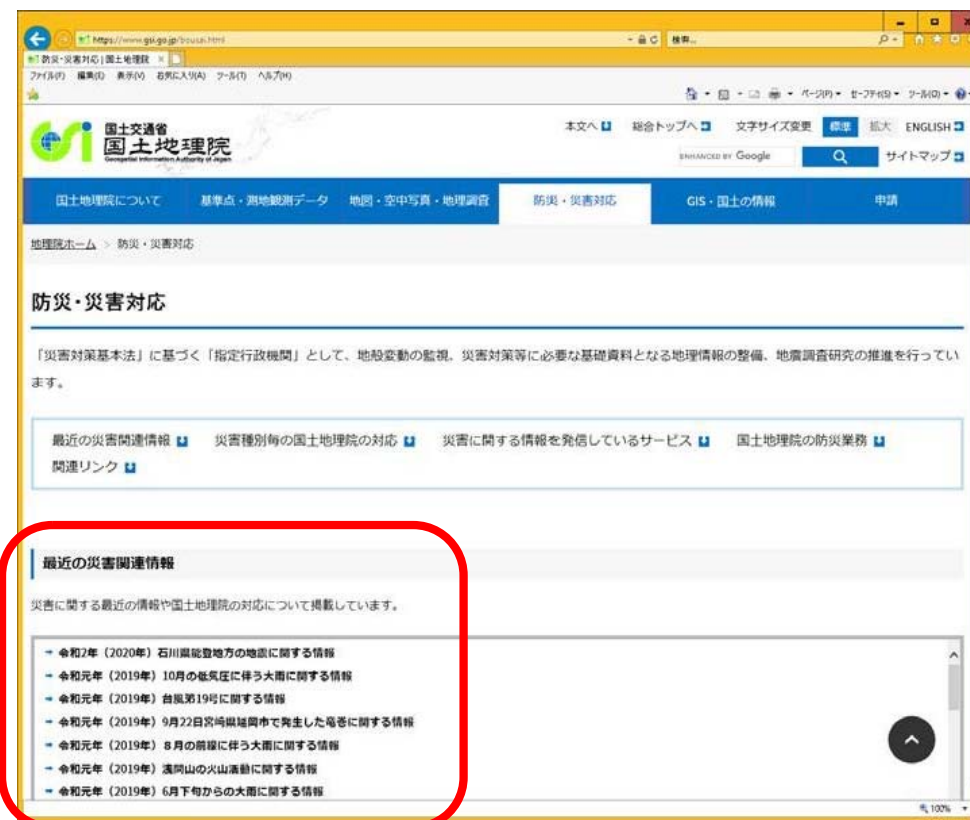 https://www.gsi.go.jp/bousai.html
検索...
防災・災害対応|国土地理院
ファイル(F) 編集(E) 表示(V) お気に入り(A) ツール(T) ヘルプ(H)
ページ(P) セーフティ(S) ツール(O)
国土交通省
国土地理院
Geospatial Information Authority of Japan
本文へ 総合トップへ 文字サイズ変更 標準 拡大 ENGLISH
ENHANCED BY Google サイトマップ
国土地理院について 基準点・測地観測データ 地図・空中写真・地理調査 防災・災害対応 GIS・国土の情報 申請
地理院ホーム > 防災・災害対応
防災・災害対応
「災害対策基本法」に基づく「指定行政機関」として、地殻変動の監視、災害対策等に必要な基礎資料となる地理情報の整備、地震調査研究の推進を行ってい
ます。
最近の災害関連情報 災害種別毎の国土地理院の対応 災害に関する情報を発信しているサービス 国土地理院の防災業務
関連リンク
最近の災害関連情報
災害に関する最近の情報や国土地理院の対応について掲載しています。
令和2年（2020年）石川県能登地方の地震に関する情報
令和元年（2019年）10月の低気圧に伴う大雨に関する情報
令和元年（2019年）台風第19号に関する情報
令和元年（2019年）9月22日宮崎県延岡市で発生した竜巻に関する情報
令和元年（2019年）８月の前線に伴う大雨に関する情報
令和元年（2019年）浅間山の火山活動に関する情報
令和元年（2019年）6月下旬からの大雨に関する情報
100%